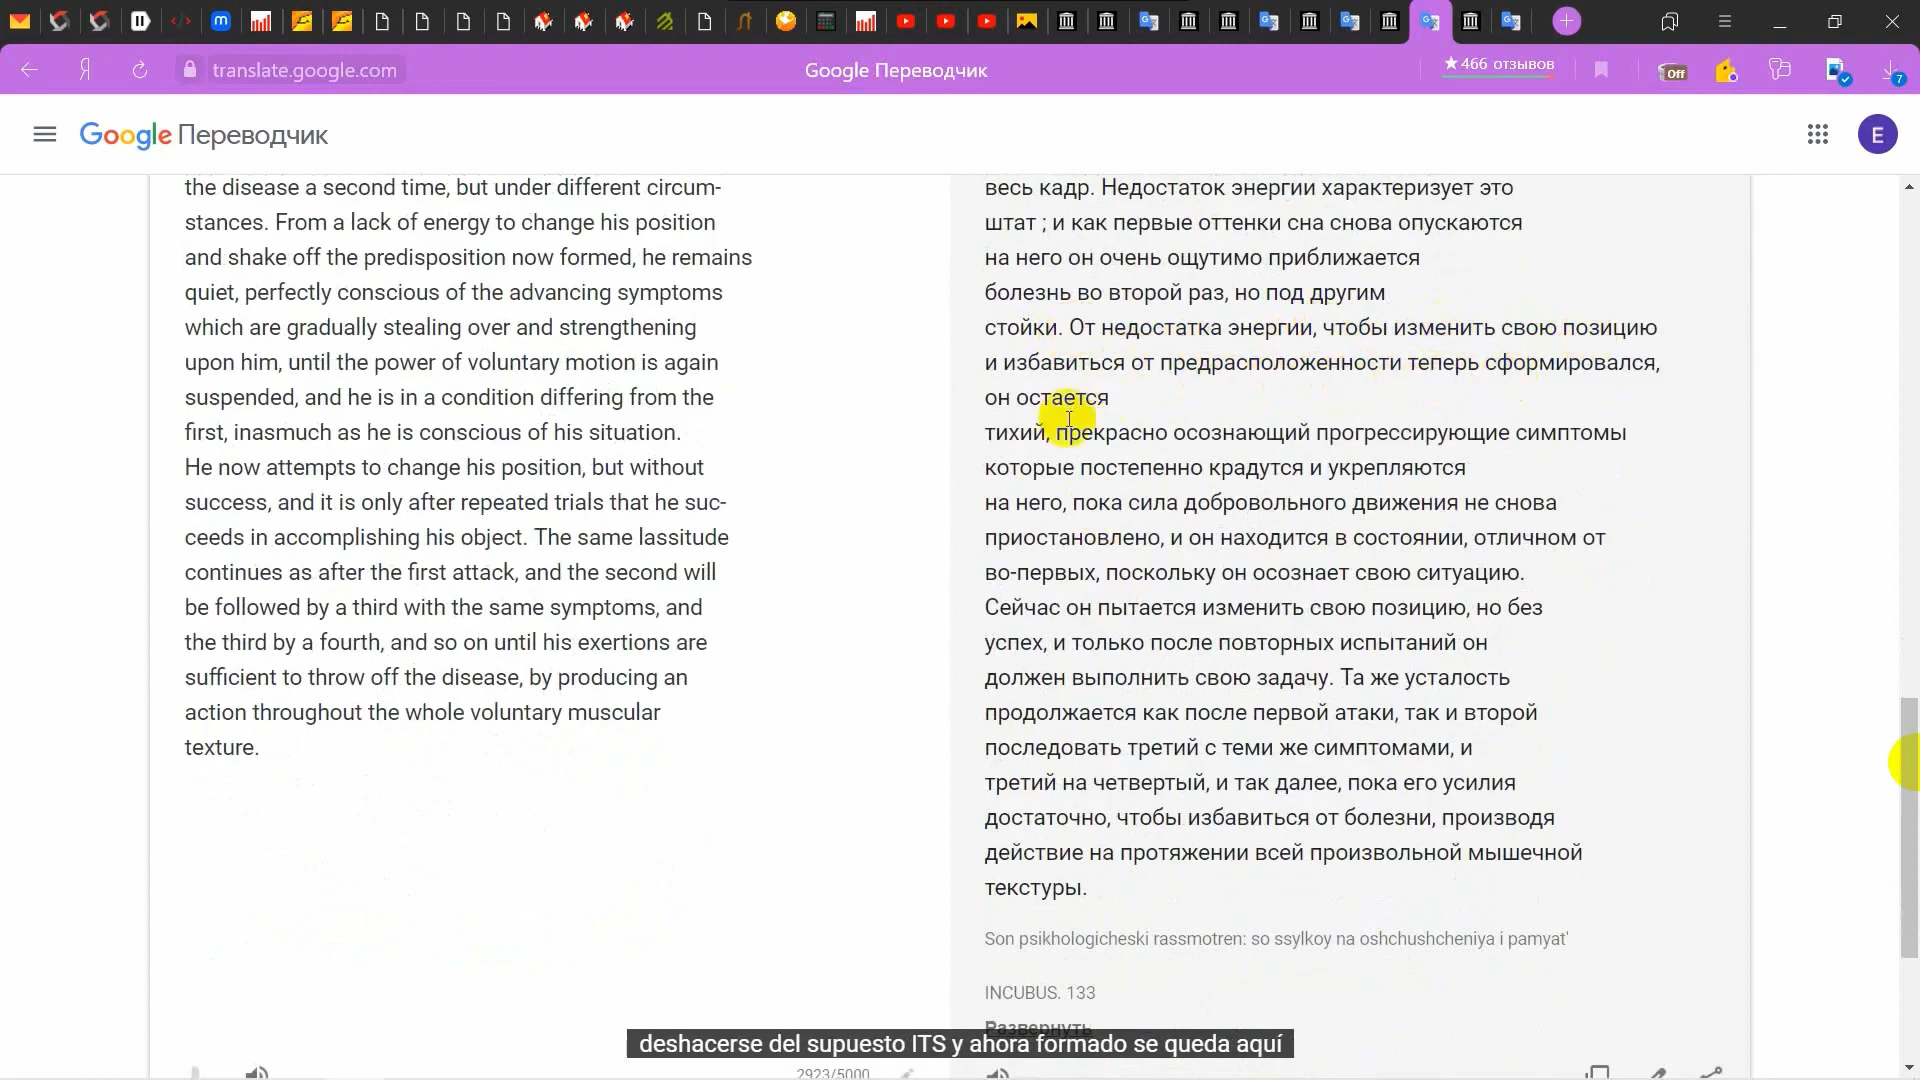 translate.google.com
Google Переводчик
★466 отзывов
Off
7
Google Переводчик
E
the disease a second time, but under different circum-
stances. From a lack of energy to change his position
and shake off the predisposition now formed, he remains
quiet, perfectly conscious of the advancing symptoms
which are gradually stealing over and strengthening
upon him, until the power of voluntary motion is again
suspended, and he is in a condition differing from the
first, inasmuch as he is conscious of his situation.
He now attempts to change his position, but without
success, and it is only after repeated trials that he suc-
ceeds in accomplishing his object. The same lassitude
continues as after the first attack, and the second will
be followed by a third with the same symptoms, and
the third by a fourth, and so on until his exertions are
sufficient to throw off the disease, by producing an
action throughout the whole voluntary muscular
texture.
2923/5000
весь кадр. Недостаток энергии характеризует это
штат ; и как первые оттенки сна снова опускаются
на него он очень ощутимо приближается
болезнь во второй раз, но под другим
стойки. От недостатка энергии, чтобы изменить свою позицию
и избавиться от предрасположенности теперь сформировался,
он остается
тихий, прекрасно осознающий прогрессирующие симптомы
которые постепенно крадутся и укрепляются
на него, пока сила добровольного движения не снова
приостановлено, и он находится в состоянии, отличном от
во-первых, поскольку он осознает свою ситуацию.
Сейчас он пытается изменить свою позицию, но без
успех, и только после повторных испытаний он
должен выполнить свою задачу. Та же усталость
продолжается как после первой атаки, так и второй
последовать третий с теми же симптомами, и
третий на четвертый, и так далее, пока его усилия
достаточно, чтобы избавиться от болезни, производя
действие на протяжении всей произвольной мышечной
текстуры.
Son psikhologicheski rassmotren: so ssylkoy na oshchushcheniya i pamyat'
INCUBUS. 133
Развернуть
deshacerse del supuesto ITS y ahora formado se queda aquí